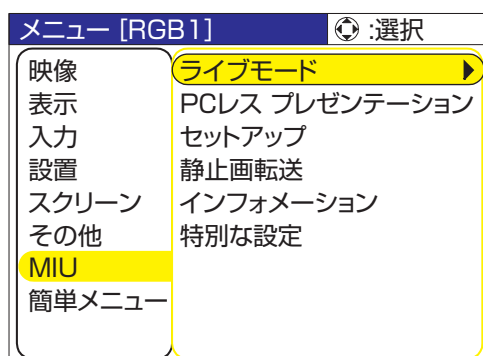 メニュー [RGB1] :選択
映像
表示
入力
設置
スクリーン
その他
MIU
簡単メニュー
ライブモード
PCレス プレゼンテーション
セットアップ
静止画転送
インフォメーション
特別な設定